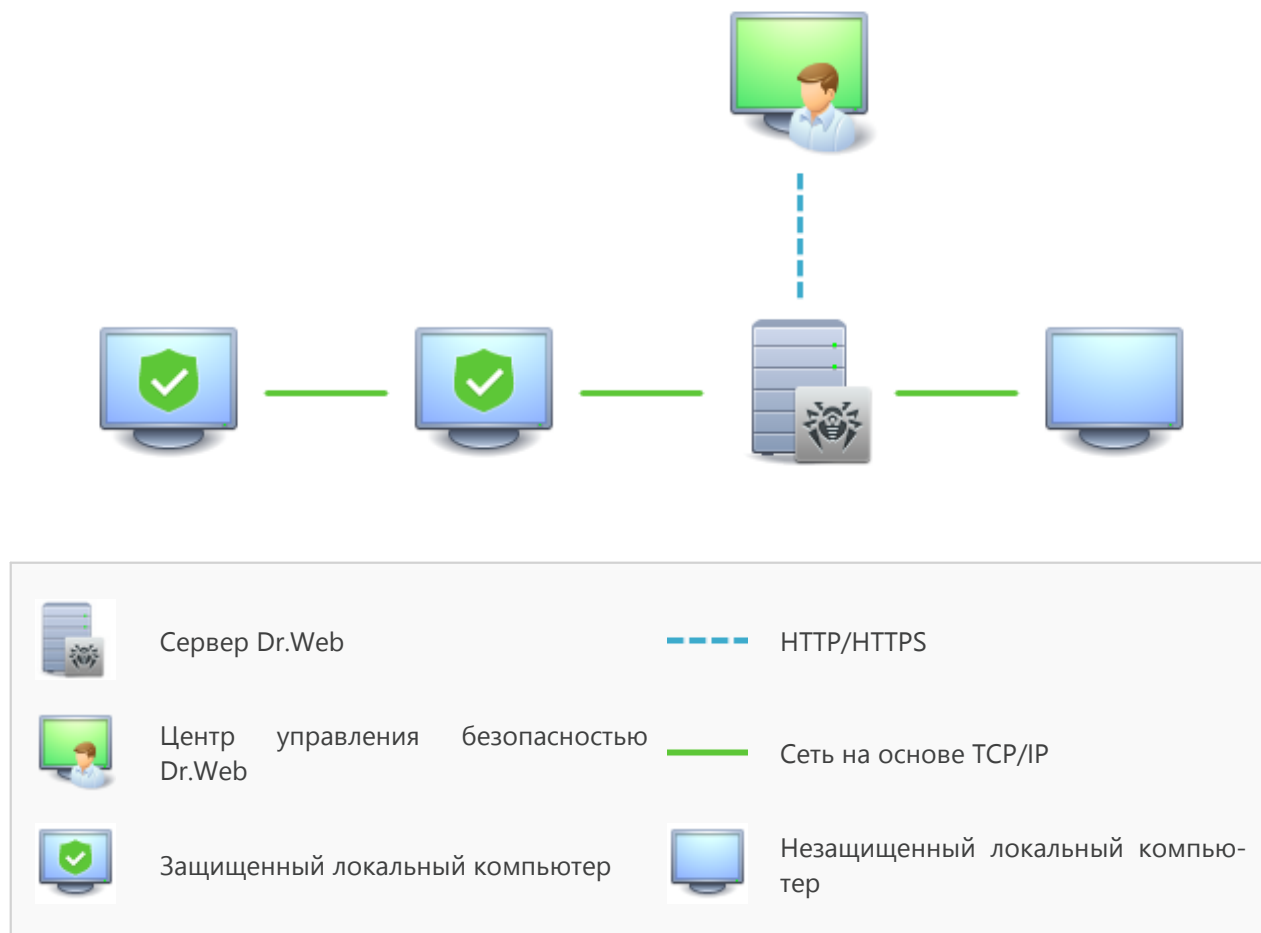 Сервер Dr.Web
HTTP/HTTPS
Центр управления безопасностью
Dr.Web
Сеть на основе TCP/IP
Защищенный локальный компьютер
Незащищенный локальный компью-
тер